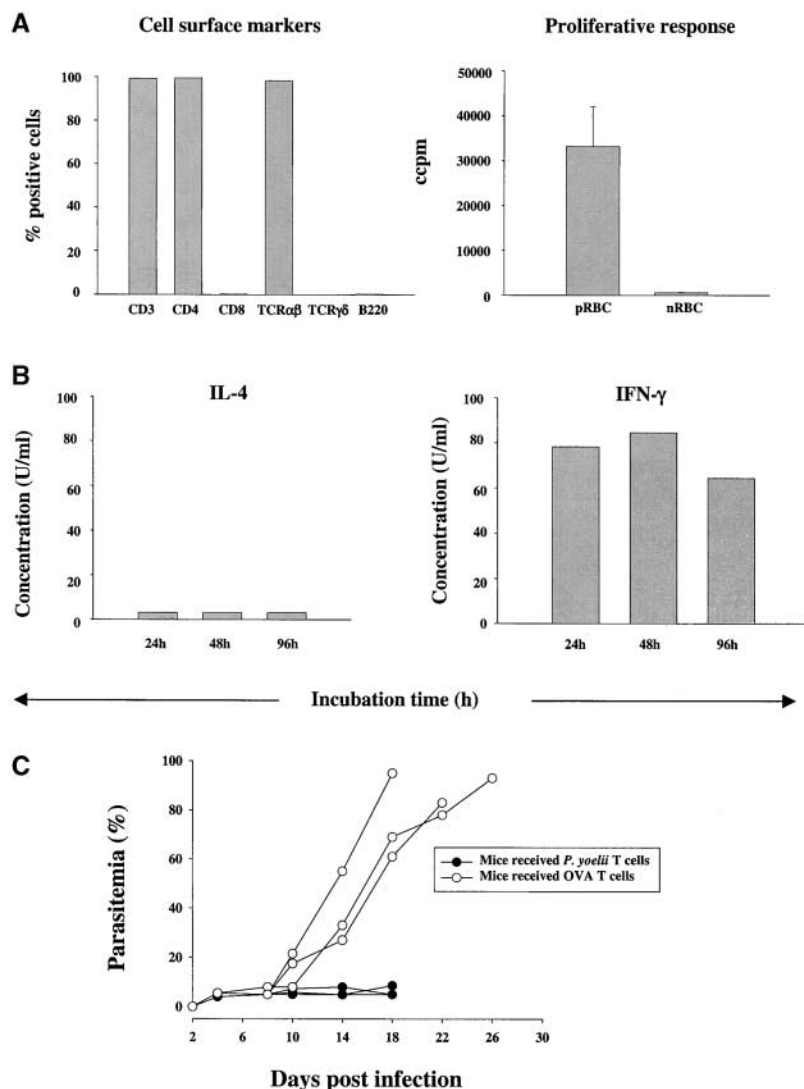 A
Cell surface markers
Proliferative response
% positive cells
100
80
60
40
20
0
CD3 CD4 CD8 TCRαβ TCRγδ B220
ccpm
50000
40000
30000
20000
10000
0
pRBC nRBC
B
IL-4
Concentration (U/ml)
100
80
60
40
20
0
24h 48h 96h
IFN-γ
Concentration (U/ml)
100
80
60
40
20
0
24h 48h 96h
Incubation time (h)
C
Parasitemia (%)
100
80
60
40
20
0
2 6 10 14 18 22 26 30
Days post infection
Mice received P. yoelii T cells
Mice received OVA T cells